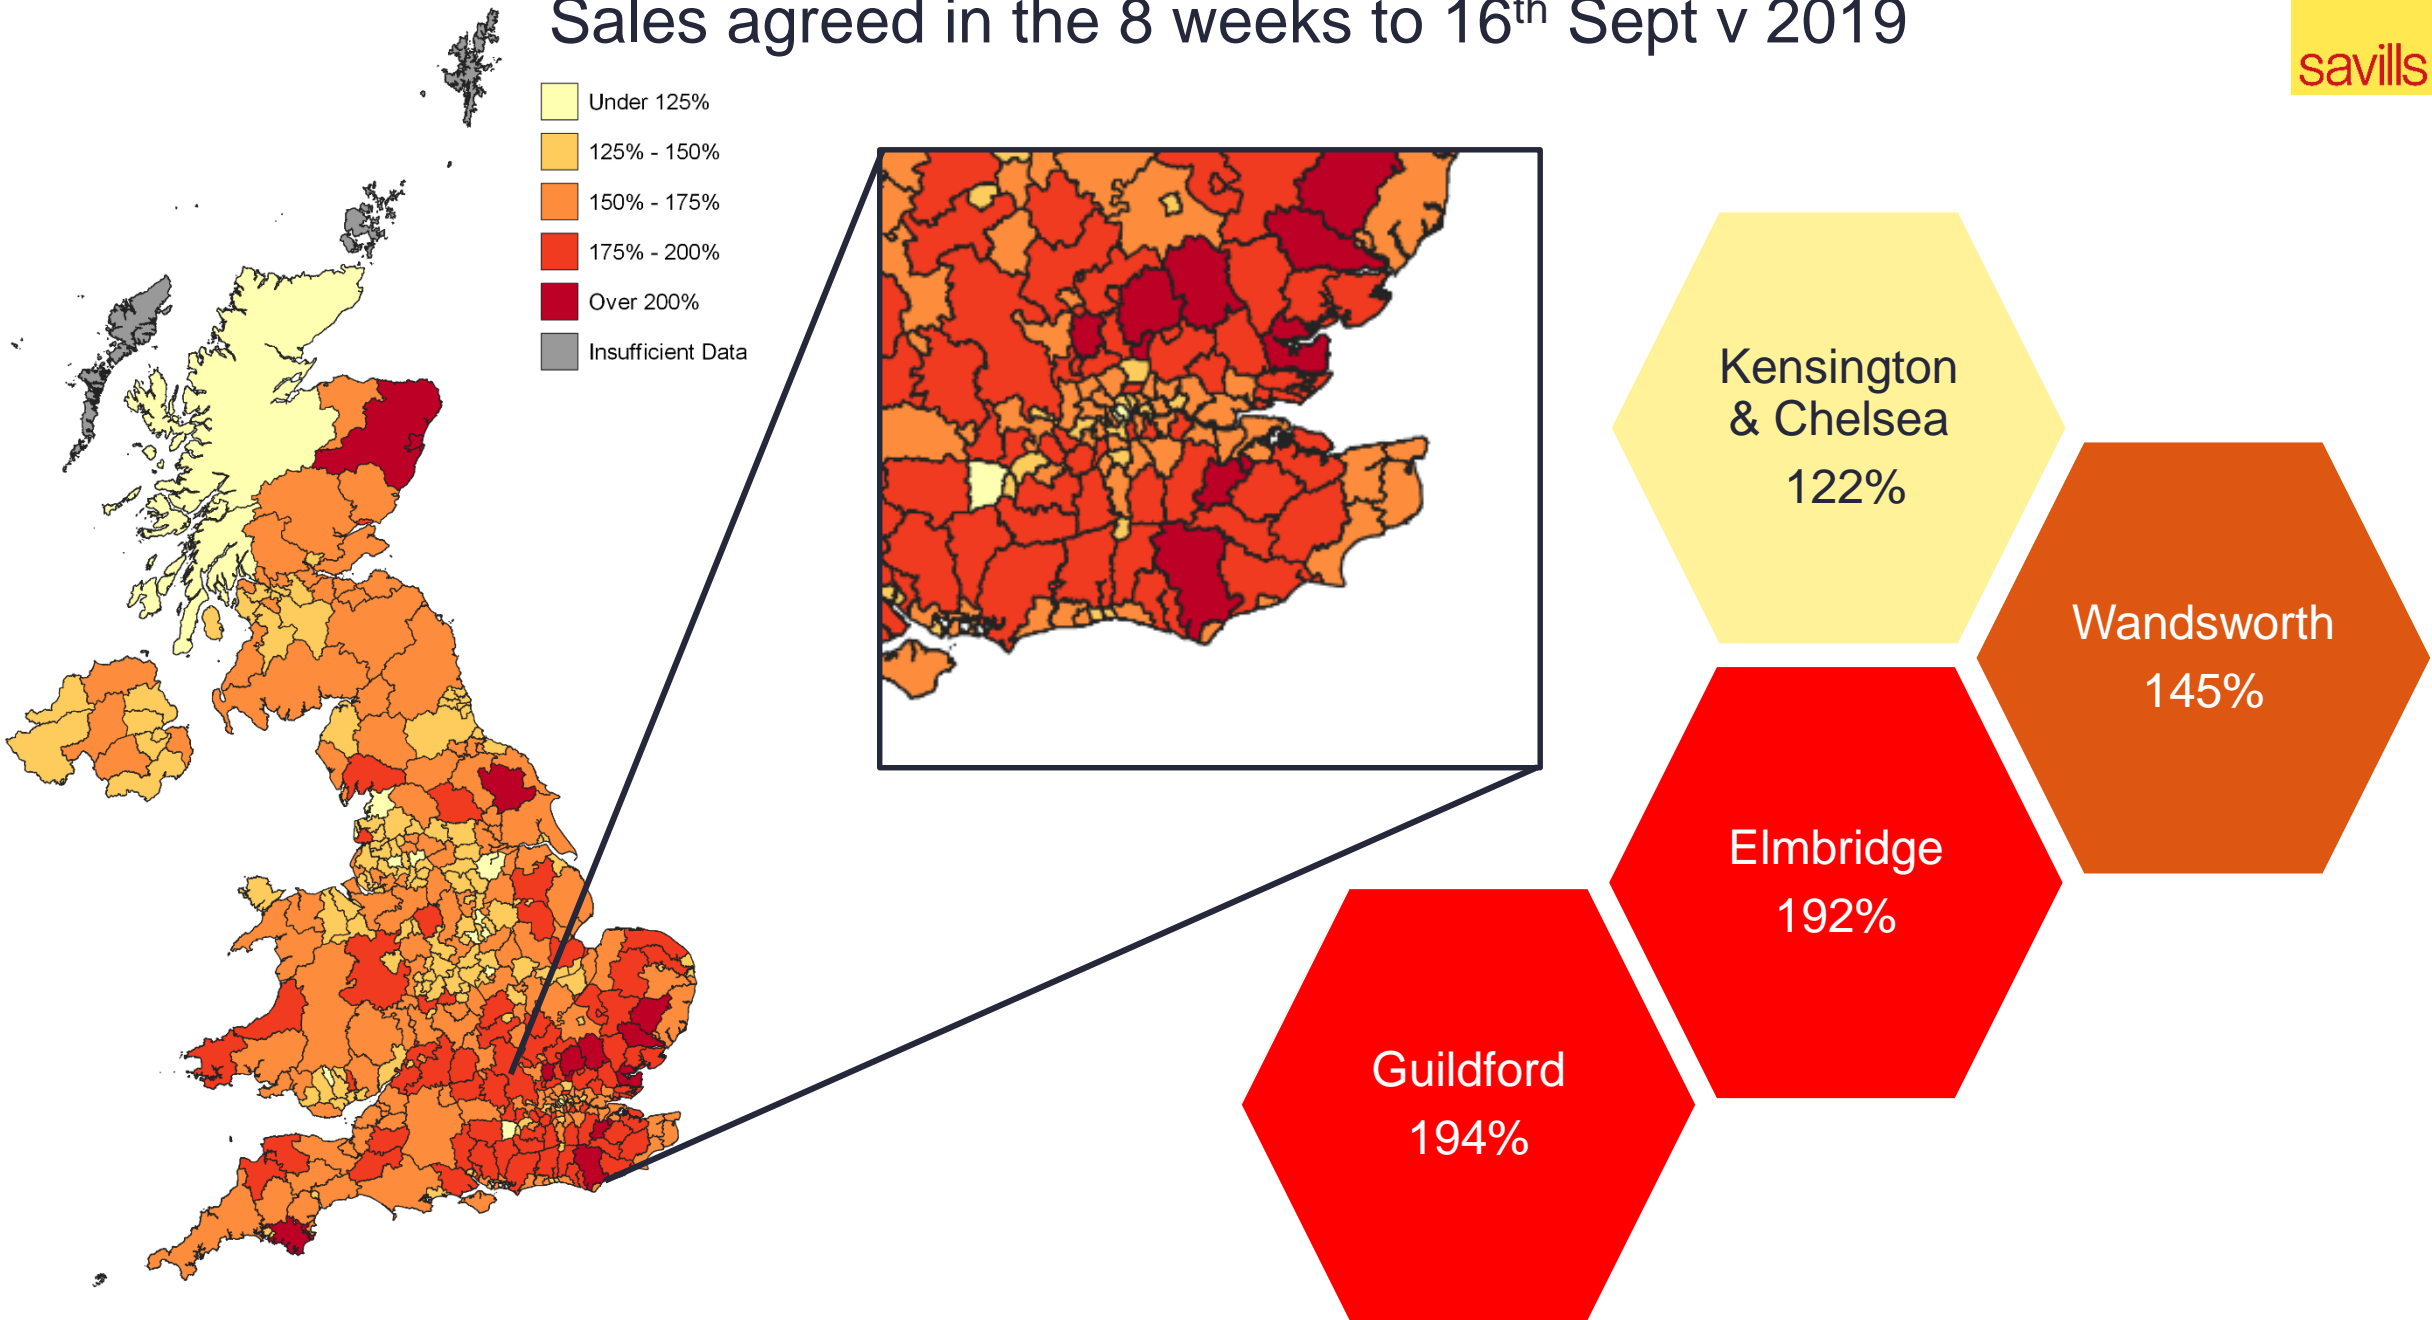 Sales agreed in the 8 weeks to 16th Sept v 2019
savills
Under 125%
125% - 150%
150% - 175%
175% - 200%
Over 200%
Insufficient Data
Kensington
& Chelsea
122%
Wandsworth
145%
Elmbridge
192%
Guildford
194%